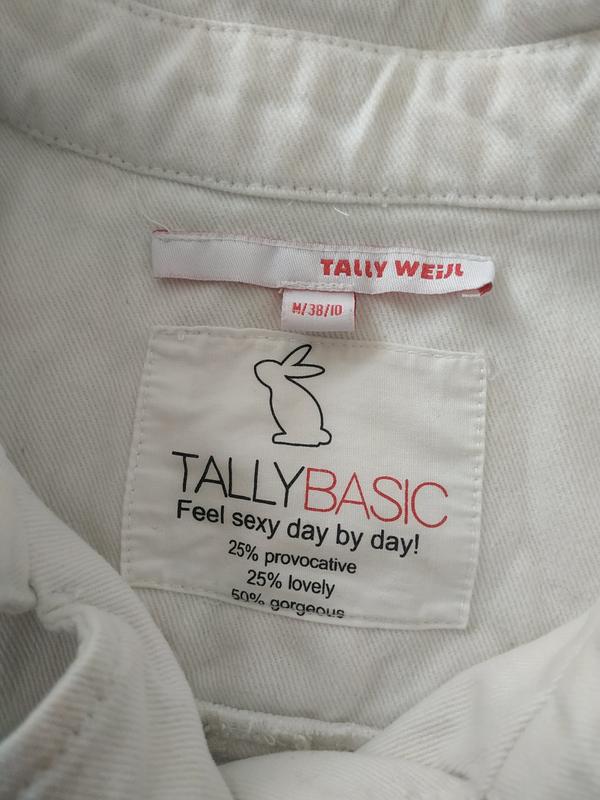 TALLY WEiJL
M/38/10
TALLYBASIC
Feel sexy day by day!
25% provocative
25% lovely
50% gorgeous